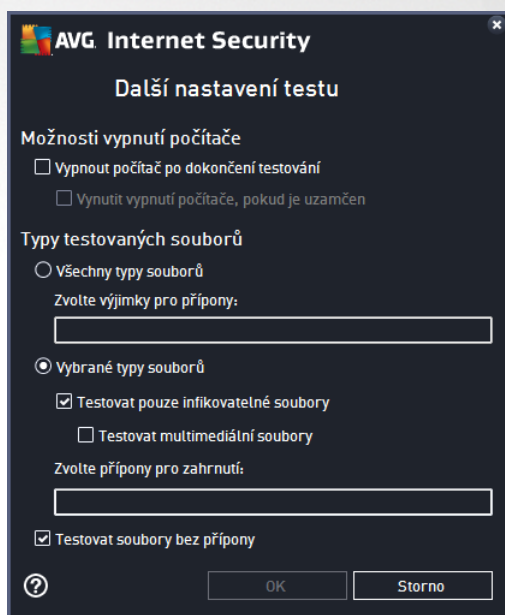 AVG. Internet Security
Další nastavení testu
Možnosti vypnutí počítače
Vypnout počítač po dokončení testování
Vynutit vypnutí počítače, pokud je uzamčen
Typy testovaných souborů
Všechny typy souborů
Zvolte výjimky pro přípony:
Vybrané typy souborů
Testovat pouze infikovatelné soubory
Testovat multimediální soubory
Zvolte přípony pro zahrnutí:
Testovat soubory bez přípony
? OK Storno